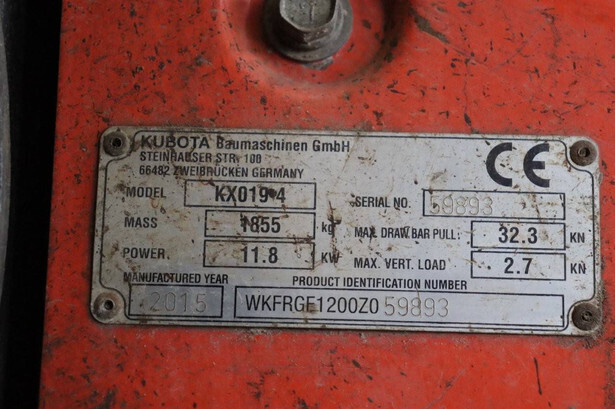 KUBOTA Baumaschinen GmbH
STEINHAUSER STR. 100
66482 ZWEIBRÜCKEN GERMANY
CE
MODEL KX019-4 SERIAL NO. 59893
MASS 1855 kg MAX. DRAW BAR PULL: 32.3 KN
POWER. 11.8 KW MAX. VERT. LOAD 2.7 KN
MANUFACTURED YEAR PRODUCT IDENTIFICATION NUMBER
2015 WKFRGE1200Z059893